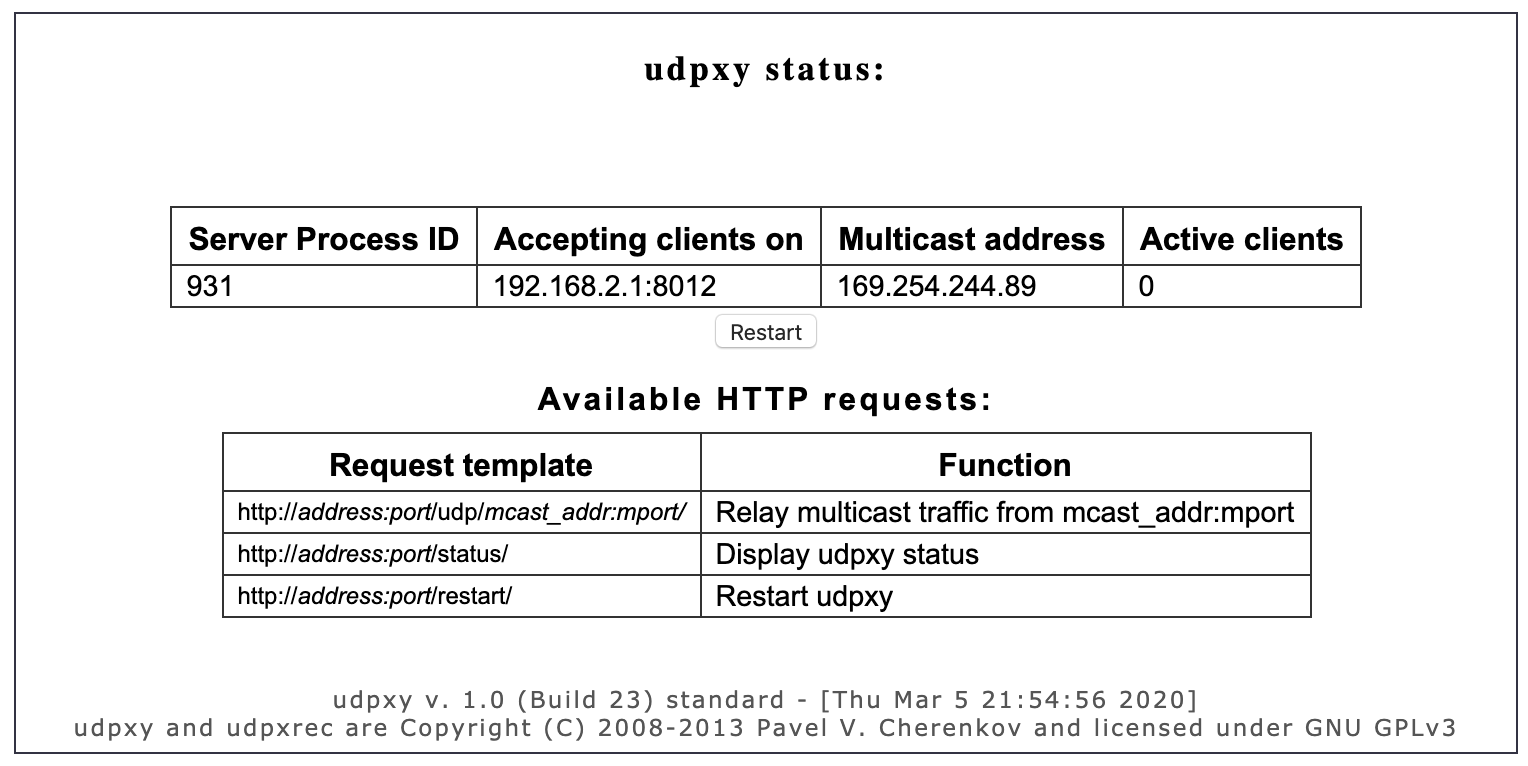 udpxy status:
Server Process ID Accepting clients on Multicast address Active clients
931 192.168.2.1:8012 169.254.244.89 0
Restart
Available HTTP requests:
Request template Function
http://address:port/udp/mcast_addr:mport/ Relay multicast traffic from mcast_addr:mport
http://address:port/status/ Display udpxy status
http://address:port/restart/ Restart udpxy
udpxy v. 1.0 (Build 23) standard - [Thu Mar 5 21:54:56 2020]
udpxy and udpxrec are Copyright (C) 2008-2013 Pavel V. Cherenkov and licensed under GNU GPLv3